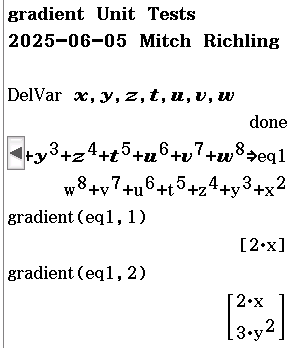 gradient Unit Tests
2025-06-05 Mitch Richling
DelVar x,y,z,t,u,v,w
done
+y³+z⁴+t⁵+u⁶+v⁷+w⁸⇒eq1
w⁸+v⁷+u⁶+t⁵+z⁴+y³+x²
gradient(eq1,1)
[2·x]
gradient(eq1,2)
[2·x
3·y²]